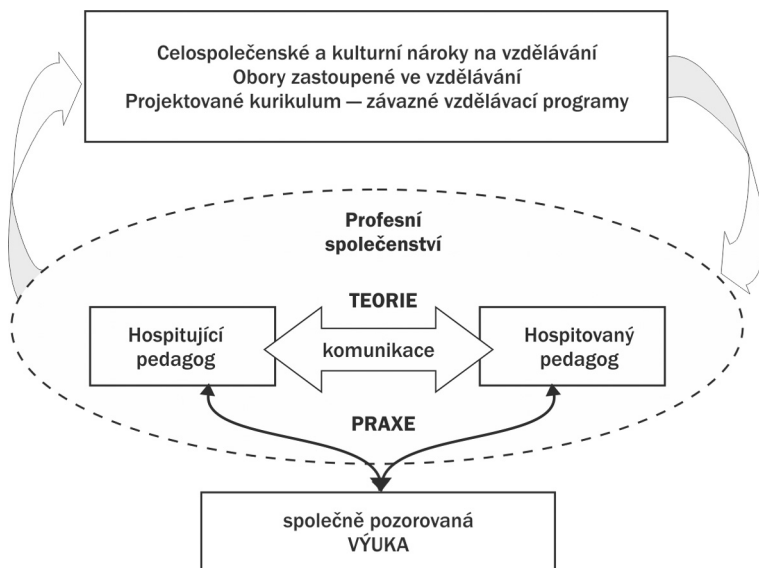 Celospolečenské a kulturní nároky na vzdělávání
Obory zastoupené ve vzdělávání
Projektované kurikulum — závazné vzdělávací programy
Profesní
společenství
TEORIE
Hospitující
pedagog
komunikace
Hospitovaný
pedagog
PRAXE
společně pozorovaná
VÝUKA